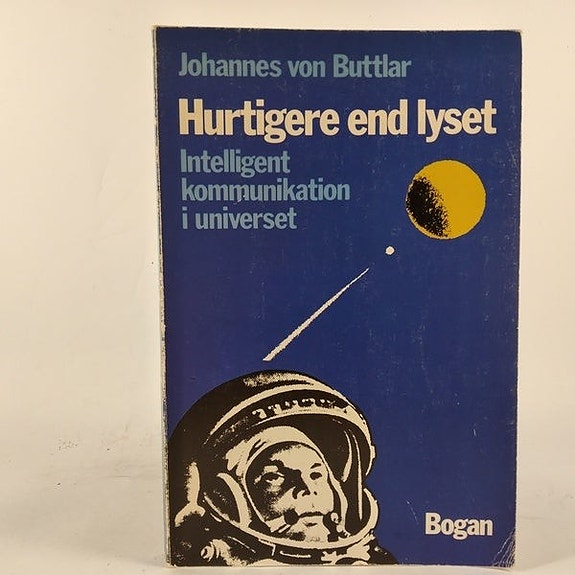 Johannes von Buttlar
Hurtigere end lyset
Intelligent
kommunikation
i universet
Bogan